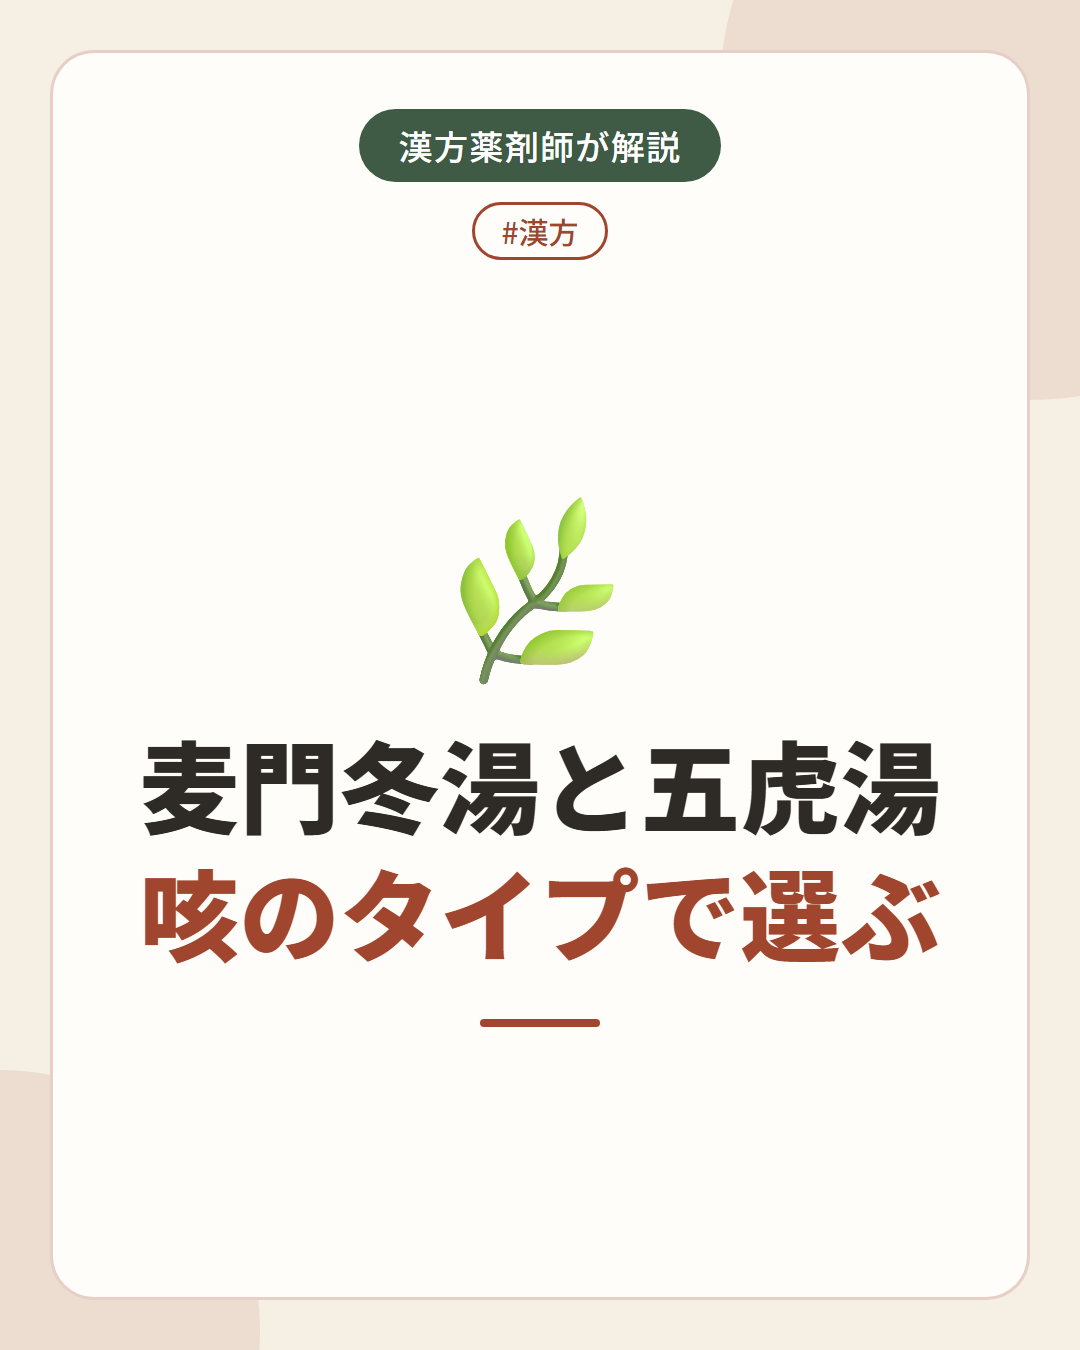 漢方薬剤師が解説
#漢方
麦門冬湯と五虎湯
咳のタイプで選ぶ